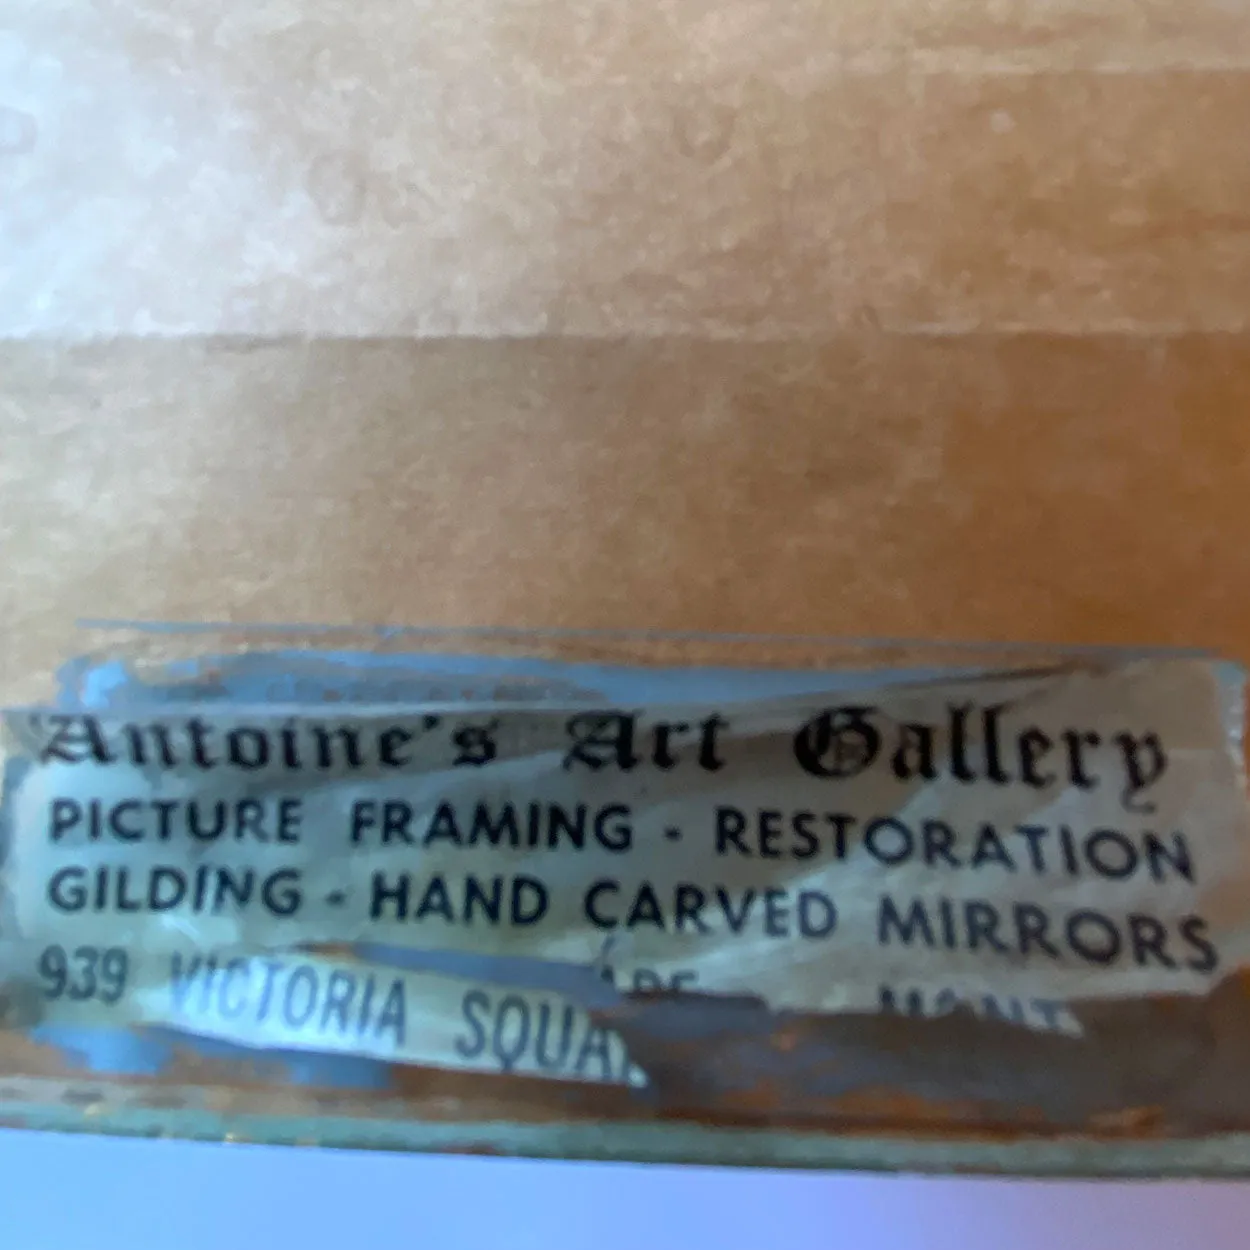 Antoine's Art Gallery
PICTURE FRAMING - RESTORATION
GILDING - HAND CARVED MIRRORS
939 VICTORIA SQUA